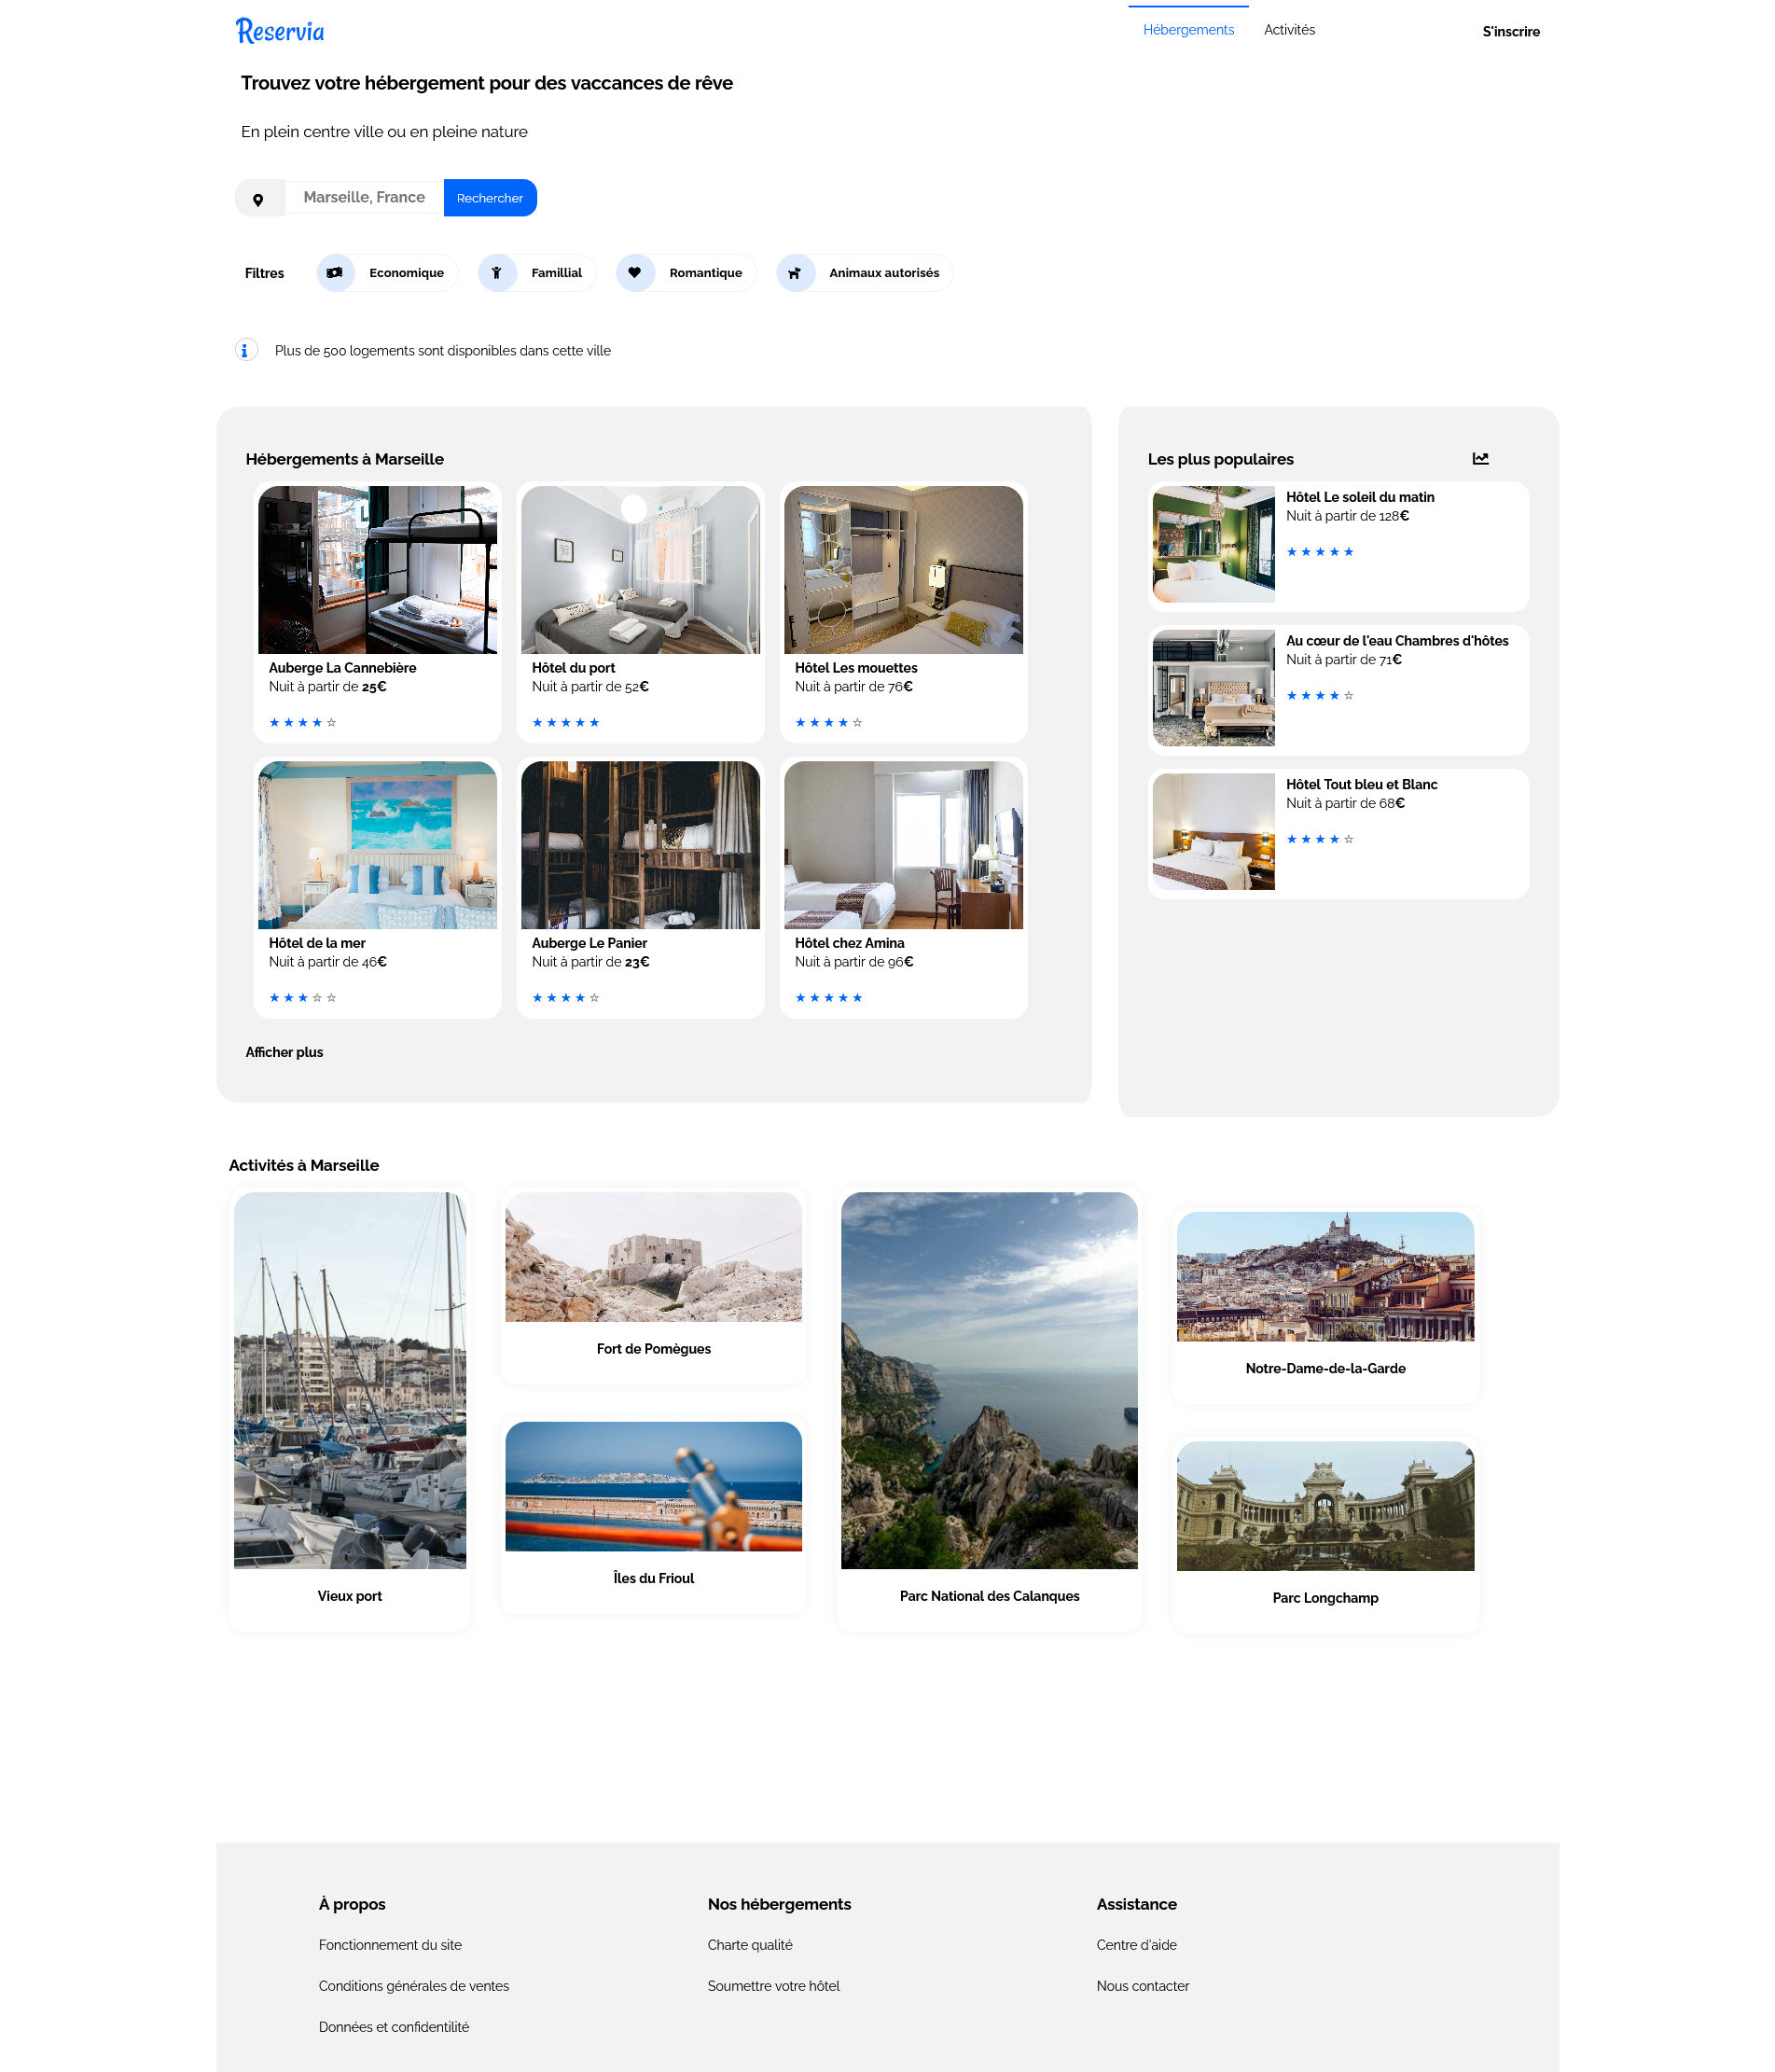 Reservia
Hébergements
Activités
S'inscrire
Trouvez votre hébergement pour des vaccances de rêve
En plein centre ville ou en pleine nature
Marseille, France
Rechercher
Filtres
Economique
Famillial
Romantique
Animaux autorisés
Plus de 500 logements sont disponibles dans cette ville
Hébergements à Marseille
Auberge La Cannebière
Nuit à partir de 25€
★ ★ ★ ★ ☆
Hôtel du port
Nuit à partir de 52€
★ ★ ★ ★ ★
Hôtel Les mouettes
Nuit à partir de 76€
★ ★ ★ ★ ☆
Hôtel de la mer
Nuit à partir de 46€
★ ★ ★ ☆ ☆
Auberge Le Panier
Nuit à partir de 23€
★ ★ ★ ★ ☆
Hôtel chez Amina
Nuit à partir de 96€
★ ★ ★ ★ ★
Afficher plus
Les plus populaires
Hôtel Le soleil du matin
Nuit à partir de 128€
★ ★ ★ ★ ★
Au cœur de l'eau Chambres d'hôtes
Nuit à partir de 71€
★ ★ ★ ★ ☆
Hôtel Tout bleu et Blanc
Nuit à partir de 68€
★ ★ ★ ★ ☆
Activités à Marseille
Vieux port
Fort de Pomègues
Îles du Frioul
Parc National des Calanques
Notre-Dame-de-la-Garde
Parc Longchamp
À propos
Fonctionnement du site
Conditions générales de ventes
Données et confidentilité
Nos hébergements
Charte qualité
Soumettre votre hôtel
Assistance
Centre d'aide
Nous contacter